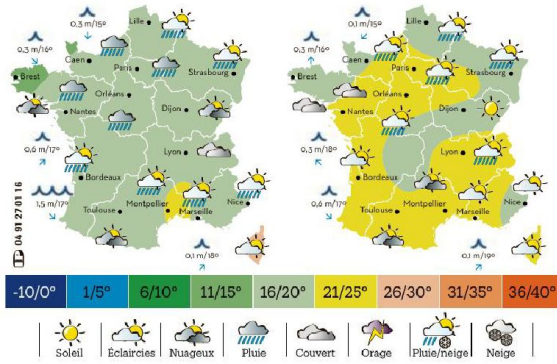 Lille
0,3 m/15°
0,3 m/16°
Caen
Paris
Brest
Strasbourg
Orléans
Nantes
Dijon
0,6 m/17°
Lyon
Bordeaux
1,5 m/17°
Toulouse
Montpellier
Marseille
Nice
0,1 m/18°
04 91 27 01 16
Lille
0,1 m/15°
0,3 m/16°
Caen
Paris
Brest
Strasbourg
Orléans
Nantes
Dijon
0,3 m/18°
Lyon
Bordeaux
0,6 m/17°
Toulouse
Montpellier
Marseille
Nice
0,1 m/19°
-10/0° 1/5° 6/10° 11/15° 16/20° 21/25° 26/30° 31/35° 36/40°
Soleil Éclaircies Nuageux Pluie Couvert Orage Pluie/neige Neige